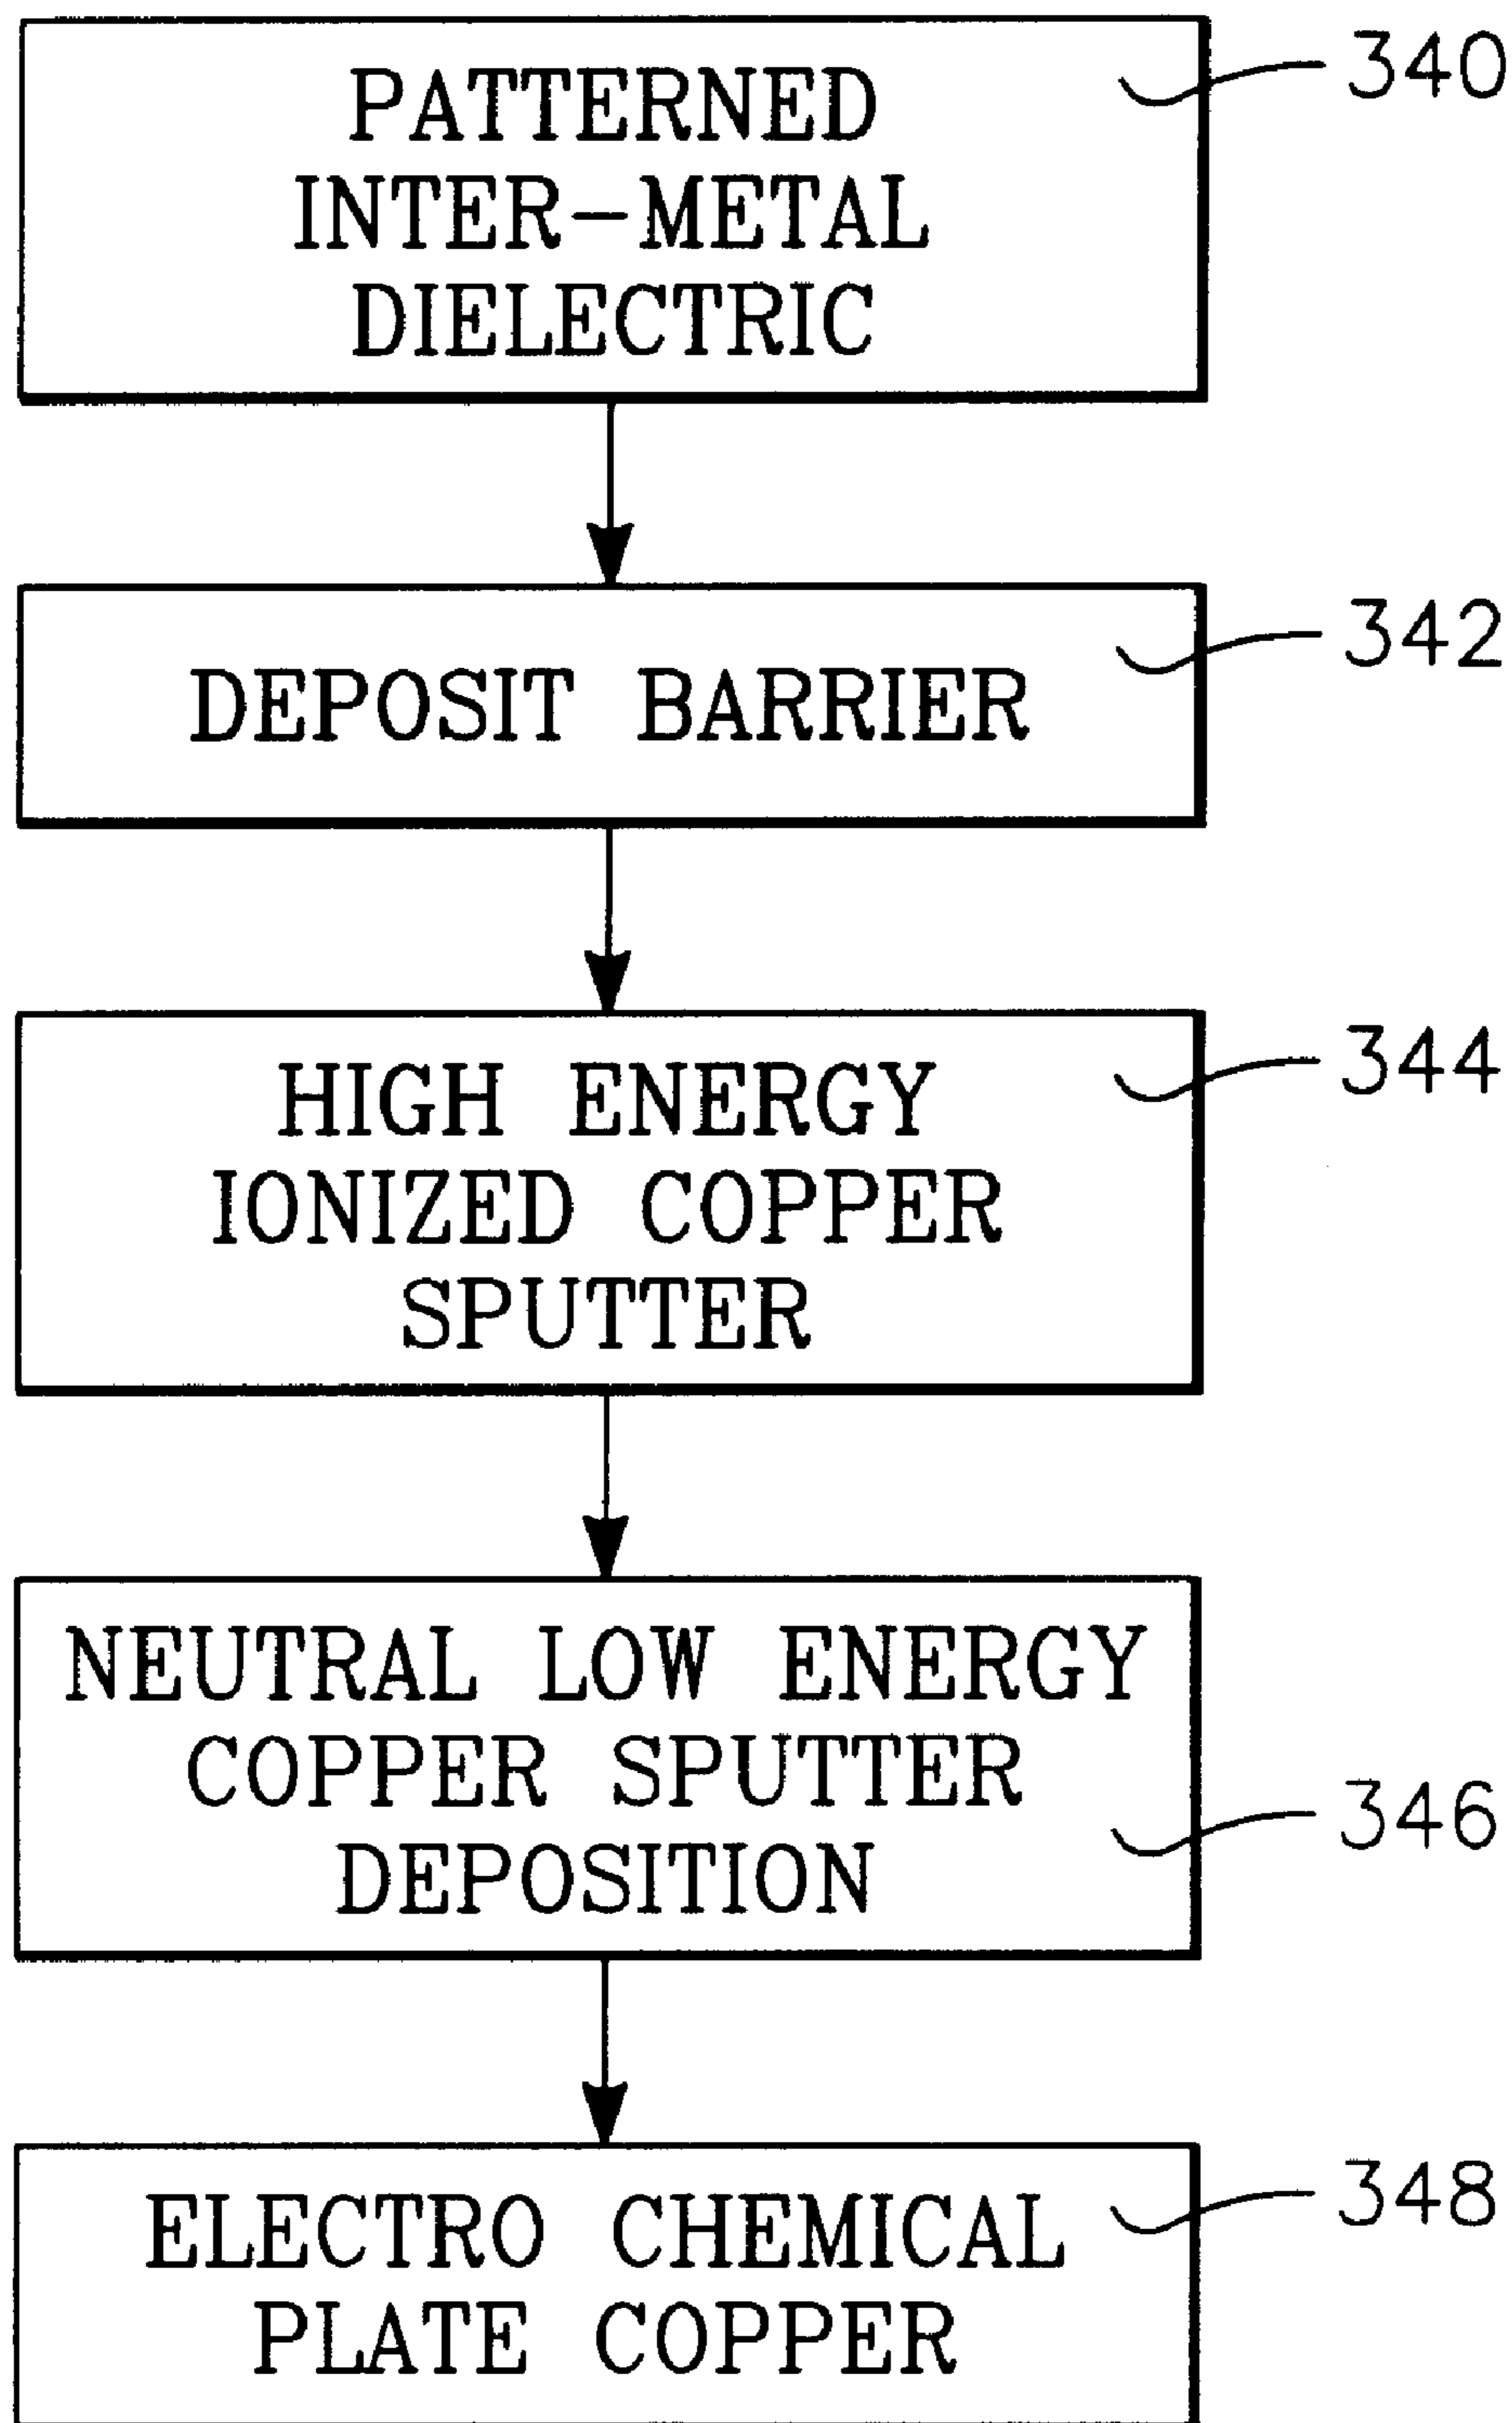 PATTERNED
INTER-METAL
DIELECTRIC
340
DEPOSIT BARRIER
342
HIGH ENERGY
IONIZED COPPER
SPUTTER
344
NEUTRAL LOW ENERGY
COPPER SPUTTER
DEPOSITION
346
ELECTRO CHEMICAL
PLATE COPPER
348